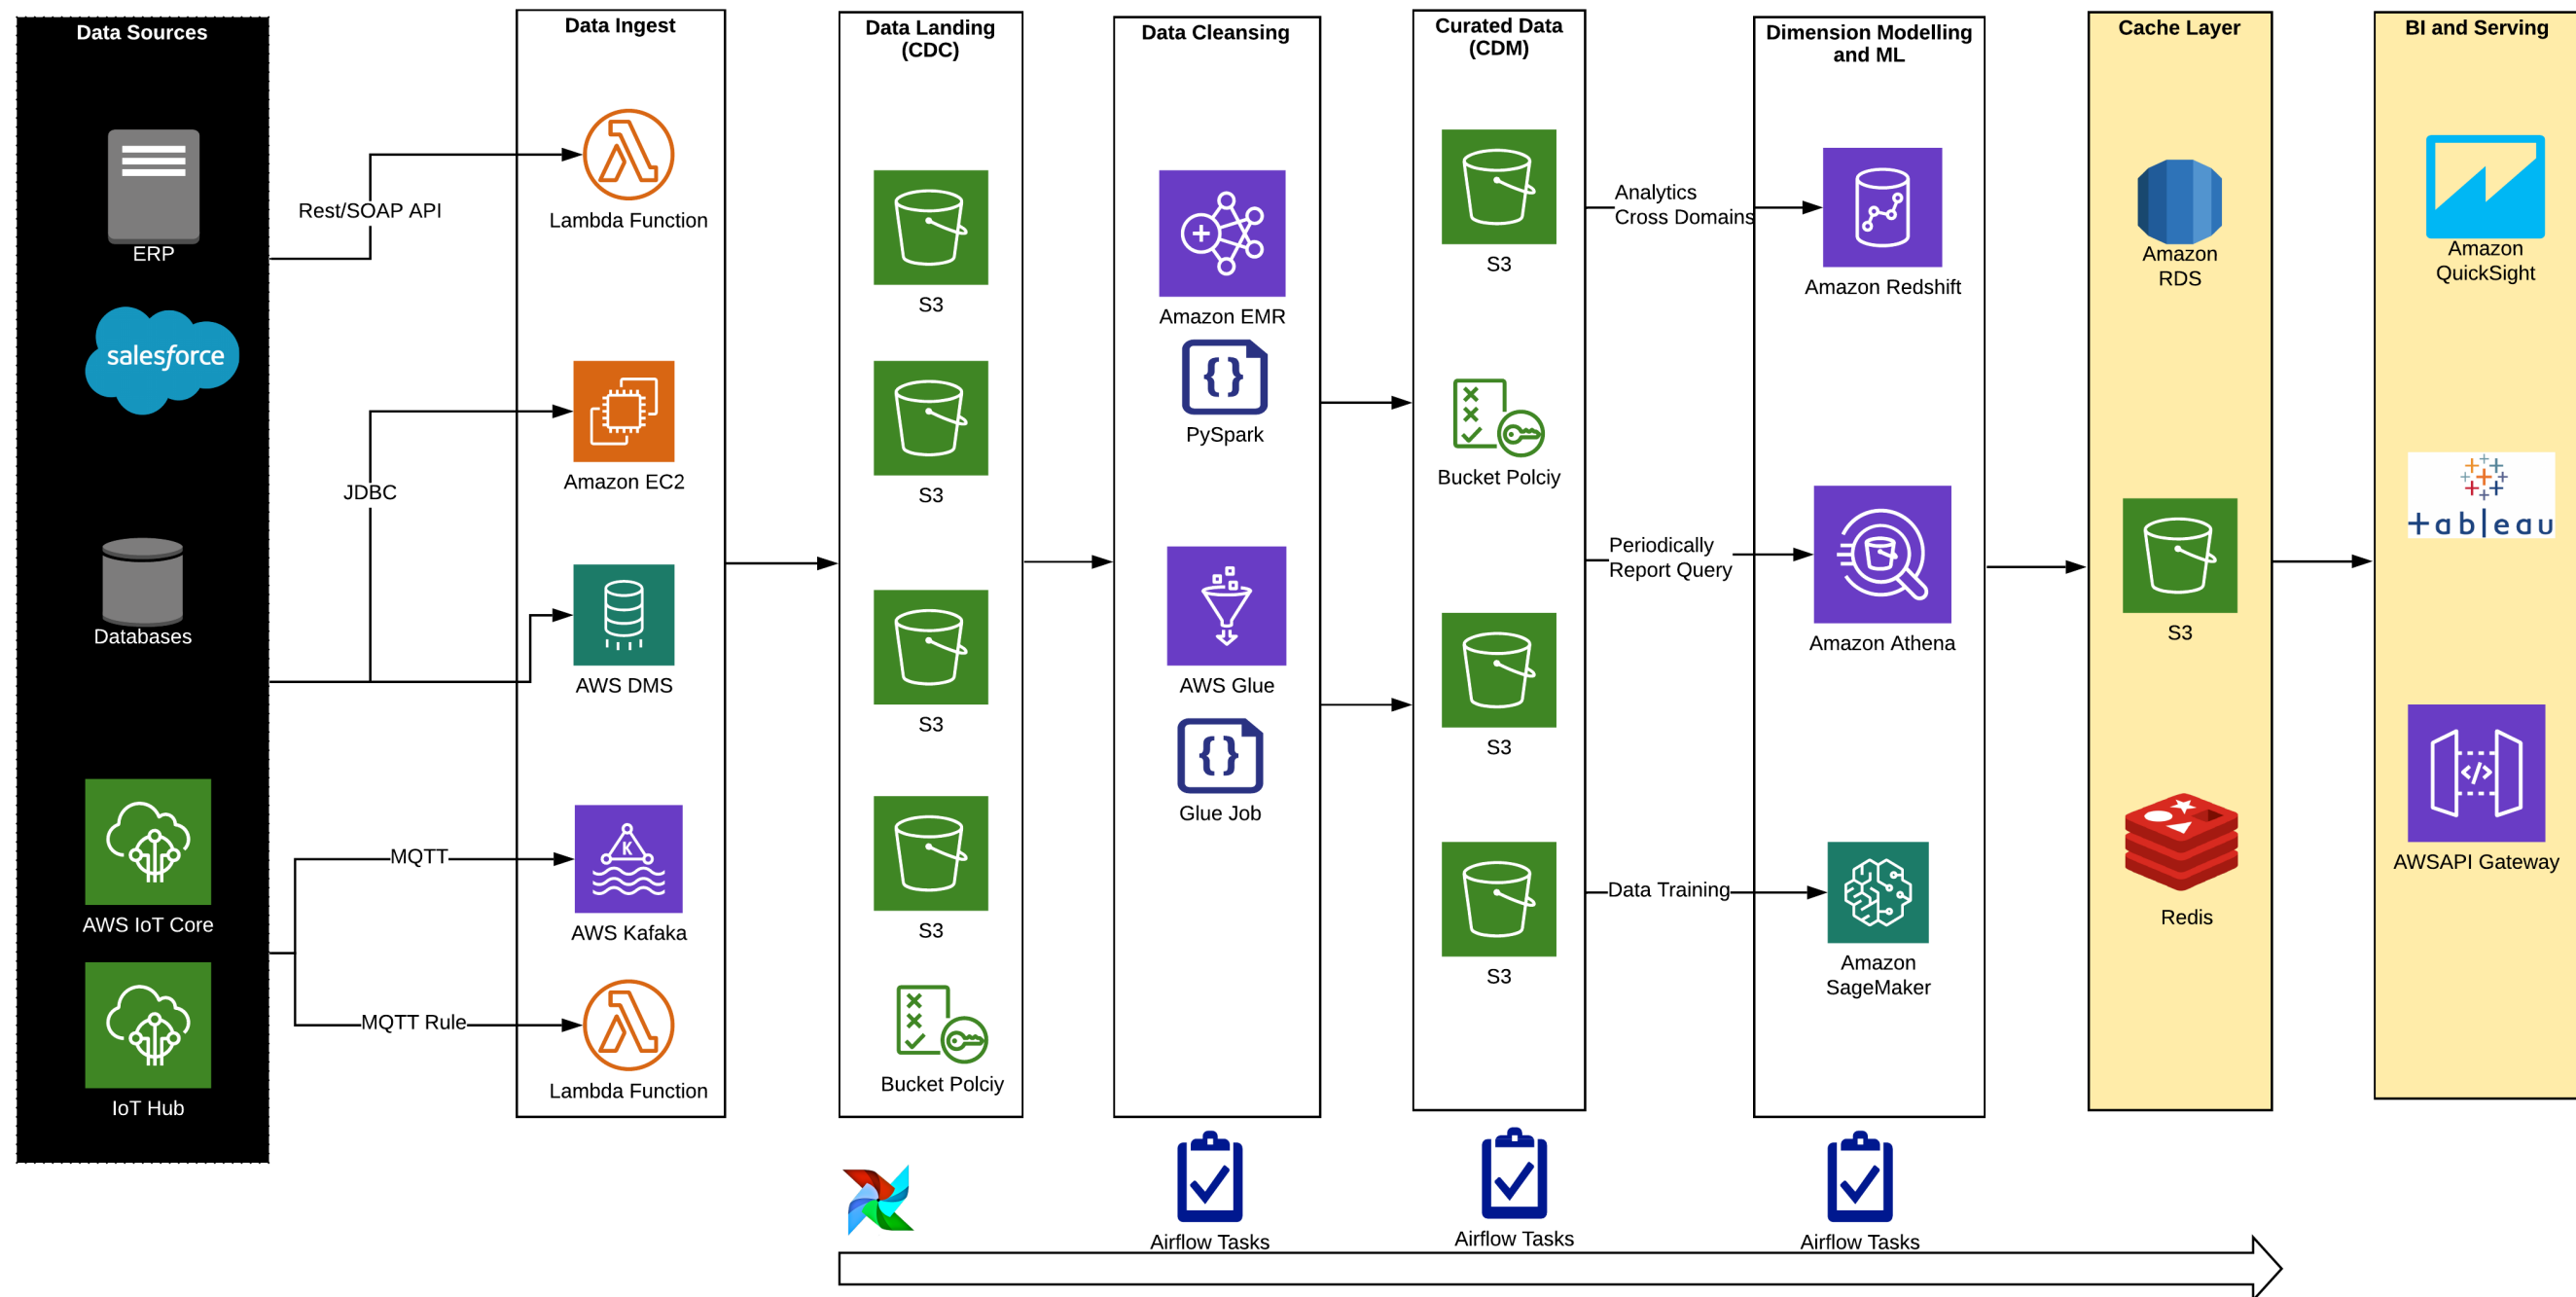 Data Sources
ERP
salesforce
Databases
AWS IoT Core
IoT Hub
Rest/SOAP API
JDBC
MQTT
MQTT Rule
Data Ingest
Lambda Function
Amazon EC2
AWS DMS
K
AWS Kafaka
Lambda Function
Data Landing
(CDC)
S3
S3
S3
S3
Bucket Polciy
Data Cleansing
Amazon EMR
{ }
PySpark
AWS Glue
{ }
Glue Job
Curated Data
(CDM)
S3
Bucket Polciy
S3
S3
Analytics
Cross Domains
Periodically
Report Query
Data Training
Dimension Modelling
and ML
Amazon Redshift
Amazon Athena
Amazon
SageMaker
Cache Layer
Amazon
RDS
S3
Redis
BI and Serving
Amazon
QuickSight
+ableau
</>
AWSAPI Gateway
Airflow Tasks
Airflow Tasks
Airflow Tasks